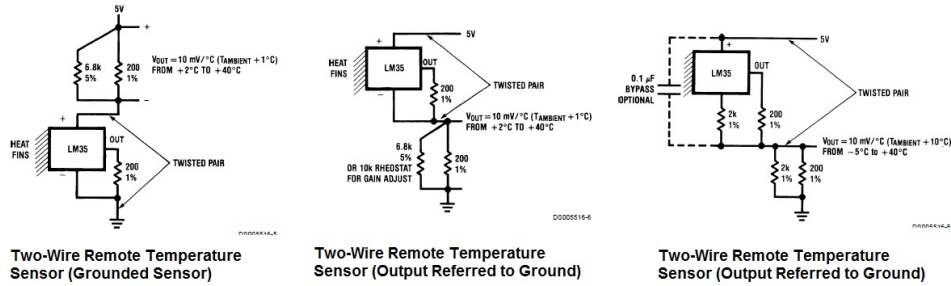 5V
+
6.8k
5%
200
1%
VOUT = 10 mV/°C (TAMBIENT + 1°C)
FROM + 2°C TO + 40°C
−
+
HEAT
FINS
LM35
OUT
−
200
1%
TWISTED PAIR
DS005516-5
Two-Wire Remote Temperature
Sensor (Grounded Sensor)
5V
+
HEAT
FINS
LM35
OUT
−
200
1%
TWISTED PAIR
VOUT = 10 mV/°C (TAMBIENT + 1°C)
FROM + 2°C TO + 40°C
6.8k
5%
OR 10k RHEOSTAT
FOR GAIN ADJUST
200
1%
DS005516-6
Two-Wire Remote Temperature
Sensor (Output Referred to Ground)
5V
+
0.1 µF
BYPASS
OPTIONAL
LM35
OUT
2k
1%
200
1%
TWISTED PAIR
VOUT = 10 mV/°C (TAMBIENT + 10°C)
FROM − 5°C to + 40°C
2k
1%
200
1%
DS005516-8
Two-Wire Remote Temperature
Sensor (Output Referred to Ground)